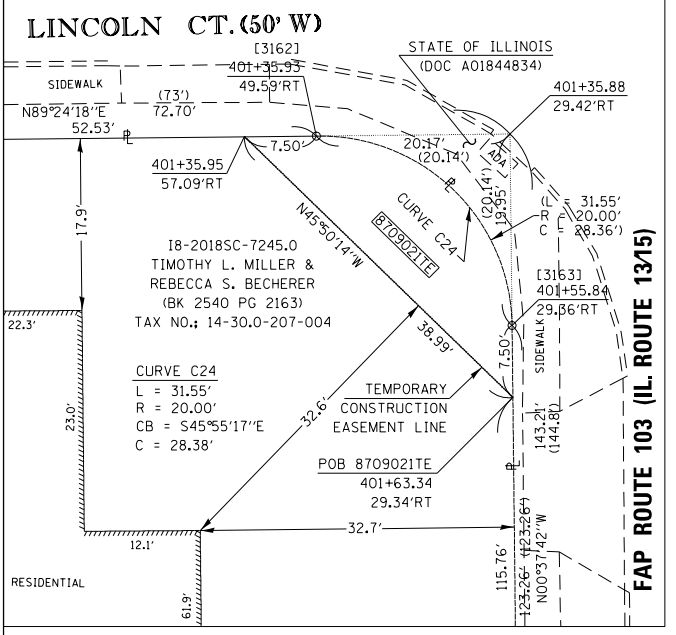 LINCOLN CT. (50' W)
[3162]
401+35.93
49.59'RT
STATE OF ILLINOIS
(DOC A01844834)
SIDEWALK
N89°24'18"E
52.53'
(73')
72.70'
℄
401+35.88
29.42'RT
7.50'
20.17'
(20.14')
ADA
401+35.95
57.09'RT
(20.14')
19.95'
(L = 31.55'
R = 20.00'
C = 28.36')
17.9'
N45°50'14"W
CURVE C24
8709021TE
[3163]
401+55.84
29.36'RT
I8-2018SC-7245.0
TIMOTHY L. MILLER &
REBECCA S. BECHERER
(BK 2540 PG 2163)
TAX NO.; 14-30.0-207-004
22.3'
38.99'
7.50'
SIDEWALK
CURVE C24
L = 31.55'
R = 20.00'
CB = S45°55'17"E
C = 28.38'
23.0'
32.6'
TEMPORARY
CONSTRUCTION
EASEMENT LINE
143.21'
(144.8')
POB 8709021TE
401+63.34
29.34'RT
32.7'
12.1'
RESIDENTIAL
61.9'
115.76'
123.26' (123.26')
N00°37'42"W
FAP ROUTE 103 (IL. ROUTE 13/15)